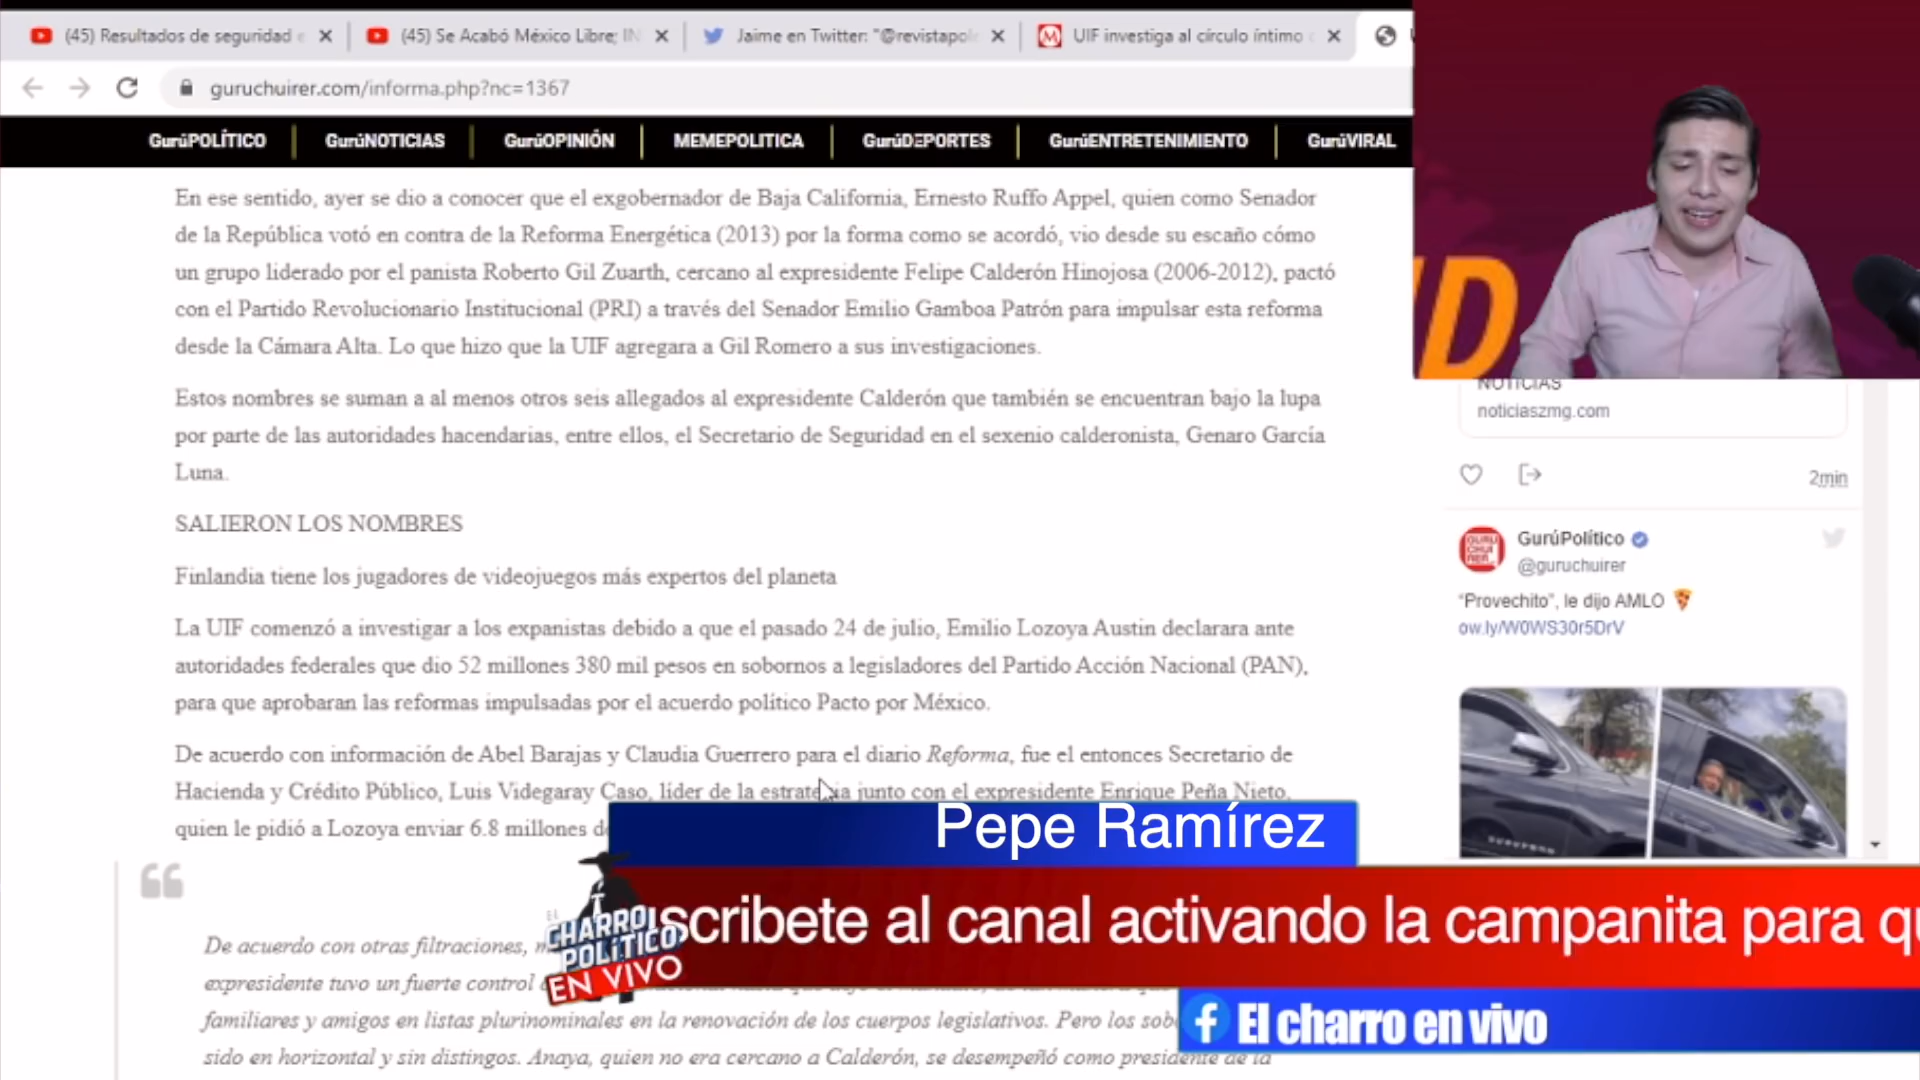 (45) Resultados de seguridad
(45) Se Acabó México Libre; IN
Jaime en Twitter: "@revistapol
UIF investiga al círculo íntimo
guruchuirer.com/informa.php?nc=1367
GurúPOLÍTICO
GurúNOTICIAS
GurúOPINIÓN
MEMEPOLITICA
GurúDEPORTES
GurúENTRETENIMIENTO
GurúVIRAL
En ese sentido, ayer se dio a conocer que el exgobernador de Baja California, Ernesto Ruffo Appel, quien como Senador
de la República votó en contra de la Reforma Energética (2013) por la forma como se acordó, vio desde su escaño cómo
un grupo liderado por el panista Roberto Gil Zuarth, cercano al expresidente Felipe Calderón Hinojosa (2006-2012), pactó
con el Partido Revolucionario Institucional (PRI) a través del Senador Emilio Gamboa Patrón para impulsar esta reforma
desde la Cámara Alta. Lo que hizo que la UIF agregara a Gil Romero a sus investigaciones.
Estos nombres se suman a al menos otros seis allegados al expresidente Calderón que también se encuentran bajo la lupa
por parte de las autoridades hacendarias, entre ellos, el Secretario de Seguridad en el sexenio calderonista, Genaro García
Luna.
SALIERON LOS NOMBRES
Finlandia tiene los jugadores de videojuegos más expertos del planeta
La UIF comenzó a investigar a los expanistas debido a que el pasado 24 de julio, Emilio Lozoya Austin declarara ante
autoridades federales que dio 52 millones 380 mil pesos en sobornos a legisladores del Partido Acción Nacional (PAN),
para que aprobaran las reformas impulsadas por el acuerdo político Pacto por México.
De acuerdo con información de Abel Barajas y Claudia Guerrero para el diario Reforma, fue el entonces Secretario de
Hacienda y Crédito Público, Luis Videgaray Caso, líder de la estrategia junto con el expresidente Enrique Peña Nieto,
quien le pidió a Lozoya enviar 6.8 millones d
De acuerdo con otras filtraciones,
expresidente tuvo un fuerte control
familiares y amigos en listas plurinominales en la renovación de los cuerpos legislativos. Pero los sob
sido en horizontal y sin distingos. Anaya, quien no era cercano a Calderón, se desempeñó como presidente de la
NOTICIAS
noticiaszmg.com
2min
GurúPolítico
@guruchuirer
"Provechito", le dijo AMLO
ow.ly/W0WS30r5DrV
GURU
CHUI
RER
Pepe Ramírez
scribete al canal activando la campanita para qu
EL
CHARRO
POLÍTICO
EN VIVO
El charro en vivo